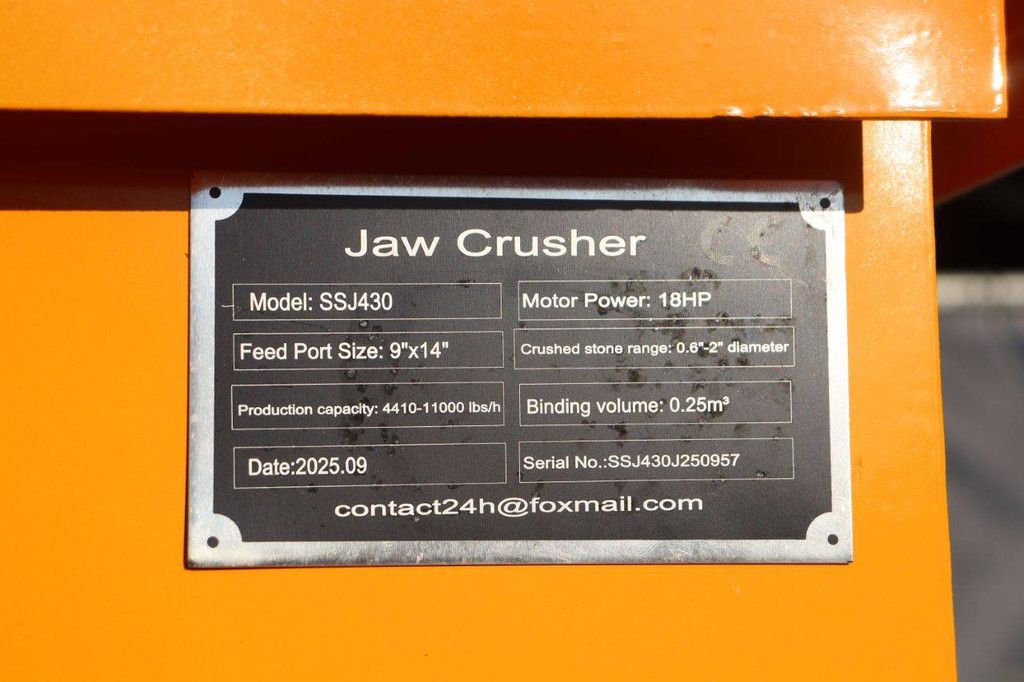 Jaw Crusher CE
Model: SSJ430
Motor Power: 18HP
Feed Port Size: 9"x14"
Crushed stone range: 0.6"-2" diameter
Production capacity: 4410-11000 lbs/h
Binding volume: 0.25m³
Date:2025.09
Serial No.:SSJ430J250957
contact24h@foxmail.com